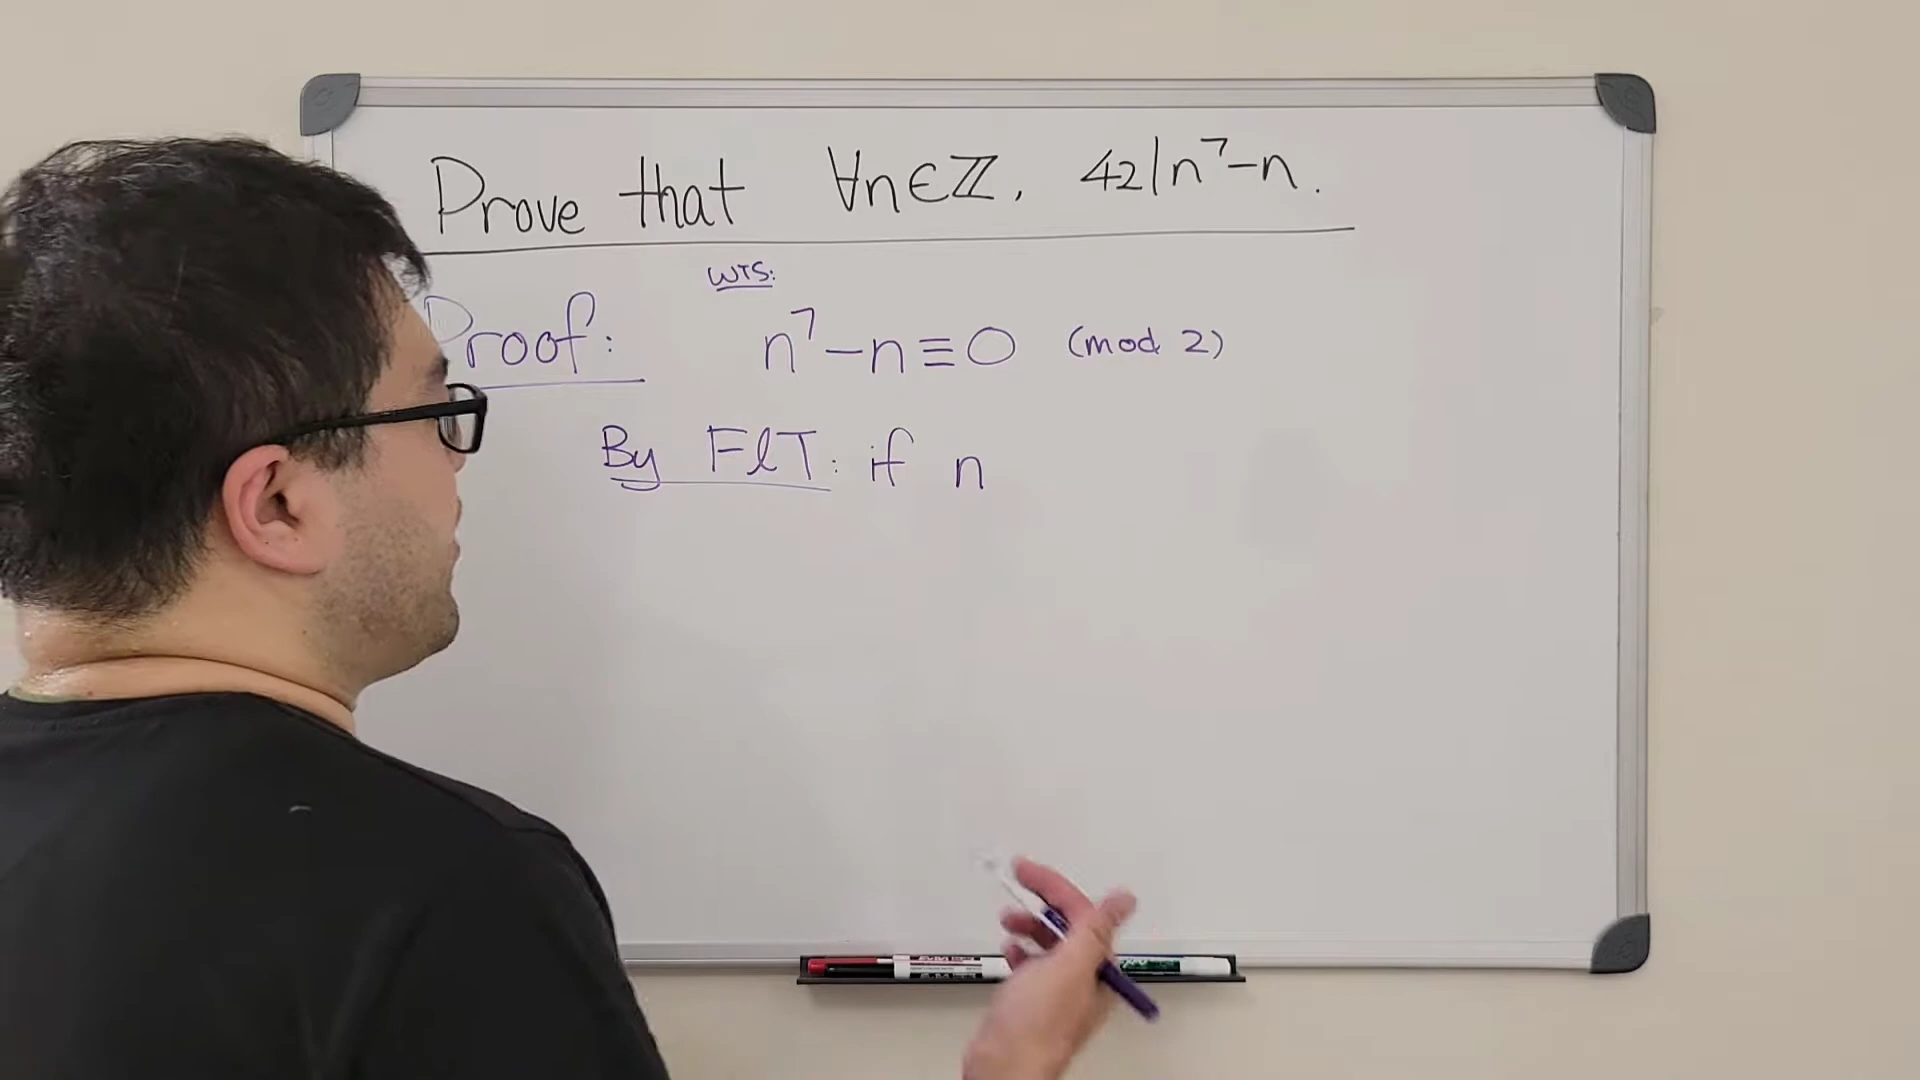 Prove that ∀n∈ℤ, 42|n⁷−n.
WTS:
Proof: n⁷−n≡0 (mod 2)
By FℓT: if n